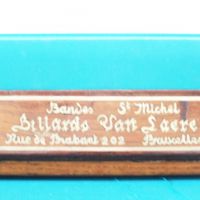 Bandes St Michel
Billards Van Laere
Rue de Brabant 202 Bruxelles